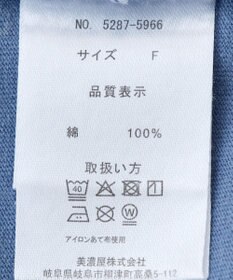 NO. 5287-5966
サイズ F
品質表示
綿 100%
取扱い方
40
W
アイロンあて布使用
美濃屋株式会社
岐阜県岐阜市柳津町高桑5-112